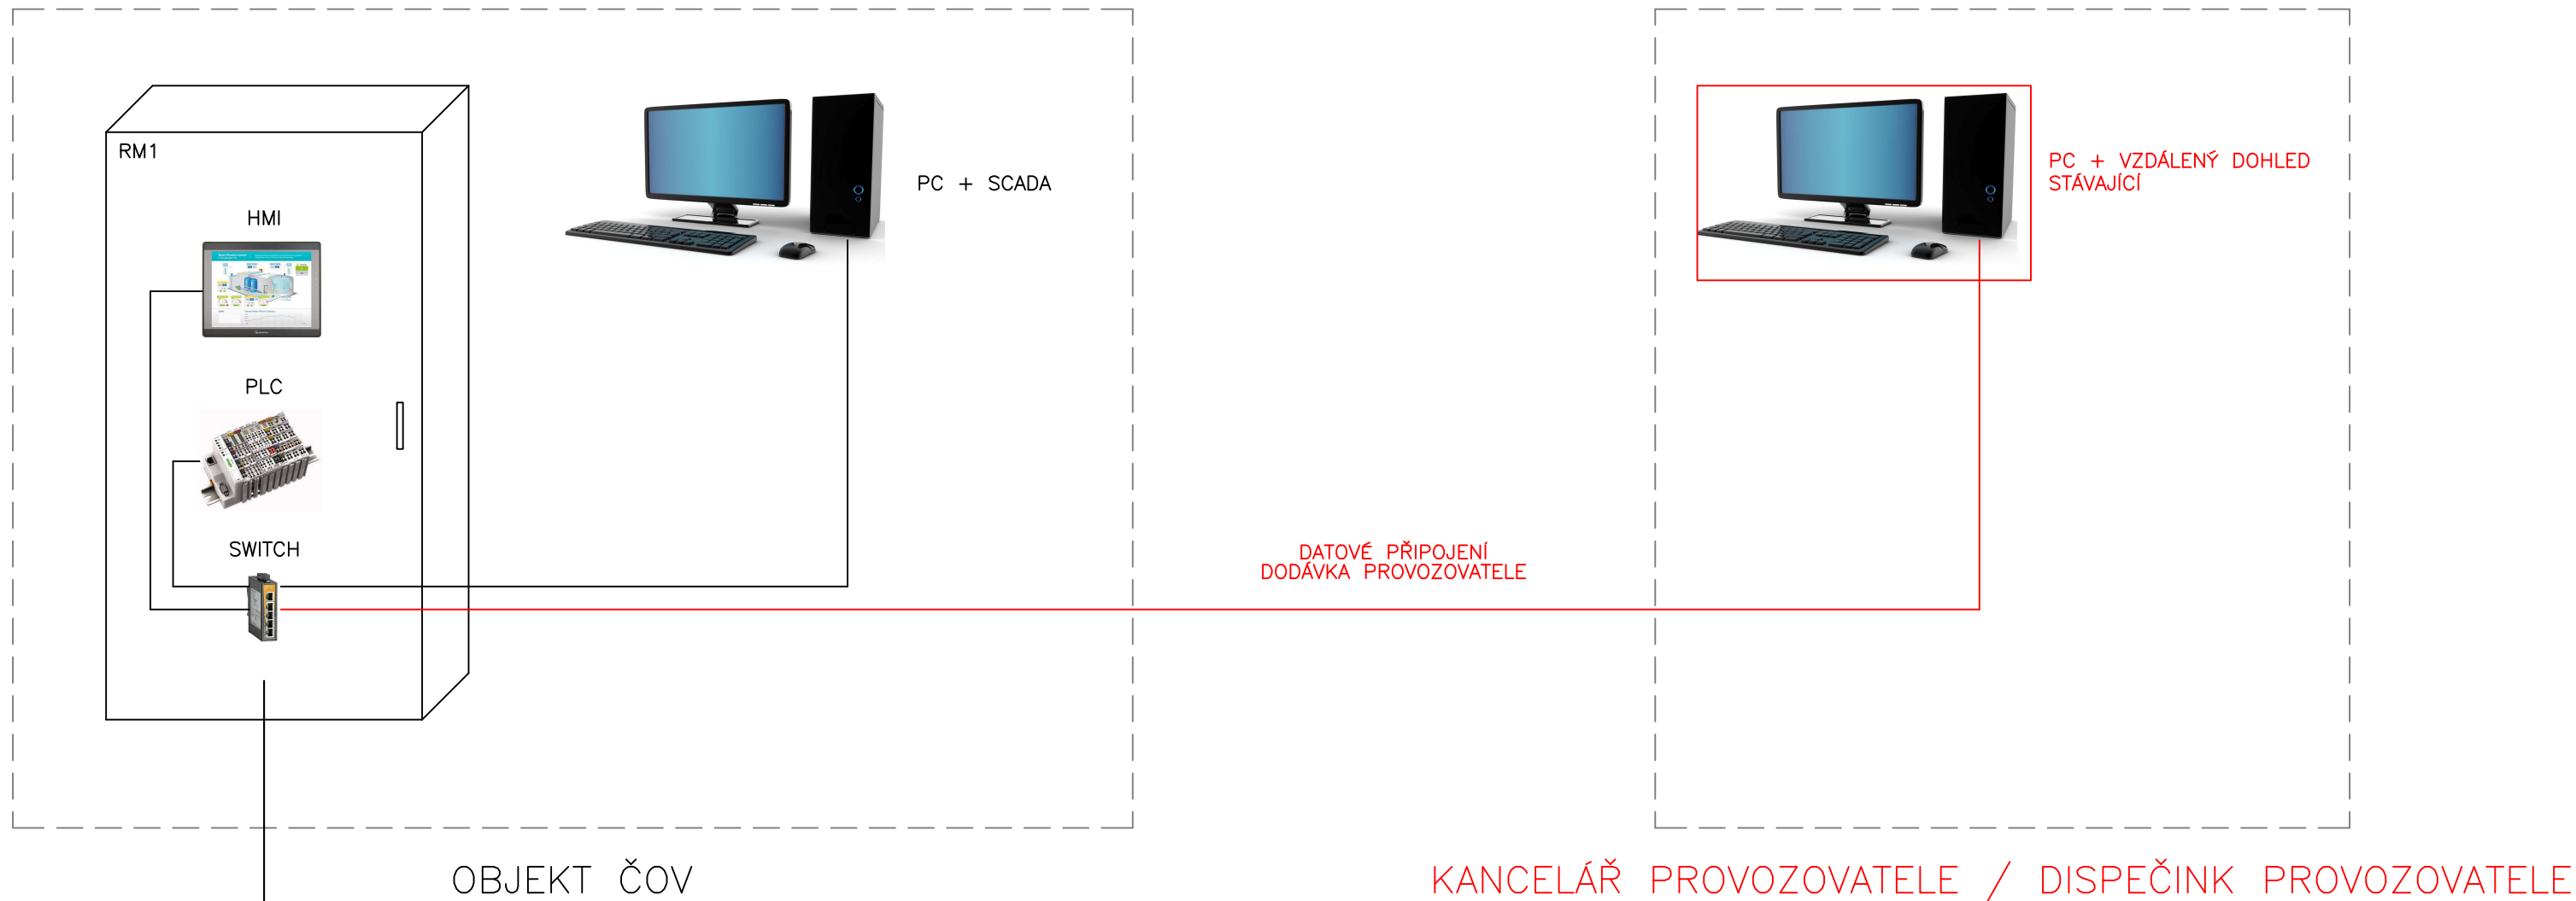 RM1
HMI
PLC
SWITCH
PC + SCADA
DATOVÉ PŘIPOJENÍ
DODÁVKA PROVOZOVATELE
PC + VZDÁLENÝ DOHLED
STÁVAJÍCÍ
OBJEKT ČOV
KANCELÁŘ PROVOZOVATELE / DISPEČINK PROVOZOVATELE